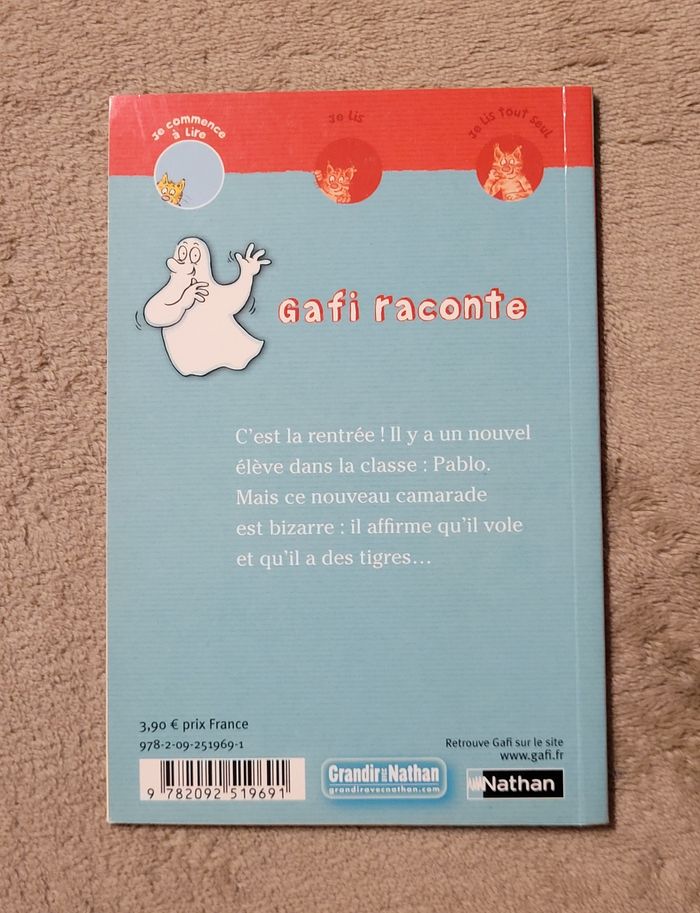 Je commence
à Lire
Je Lis
Je Lis tout seul
Gafi raconte
C'est la rentrée ! Il y a un nouvel
élève dans la classe : Pablo.
Mais ce nouveau camarade
est bizarre : il affirme qu'il vole
et qu'il a des tigres…
3,90 € prix France
978-2-09-251969-1
9 782092 519691
Grandir avec Nathan
grandiravecnathan.com
Retrouve Gafi sur le site
www.gafi.fr
Nathan